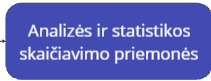 Analizės ir statistikos
skaičiavimo priemonės